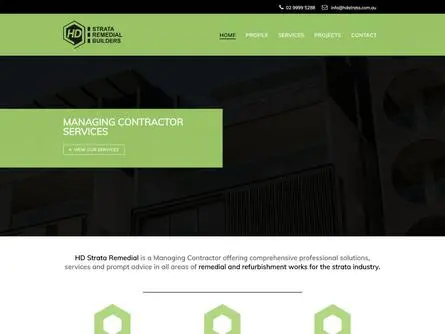 02 9999 5288 info@hdstrata.com.au
HD STRATA
REMEDIAL
BUILDERS
HOME PROFILE SERVICES PROJECTS CONTACT
MANAGING CONTRACTOR
SERVICES
+ VIEW OUR SERVICES
HD Strata Remedial is a Managing Contractor offering comprehensive professional solutions,
services and prompt advice in all areas of remedial and refurbishment works for the strata industry.